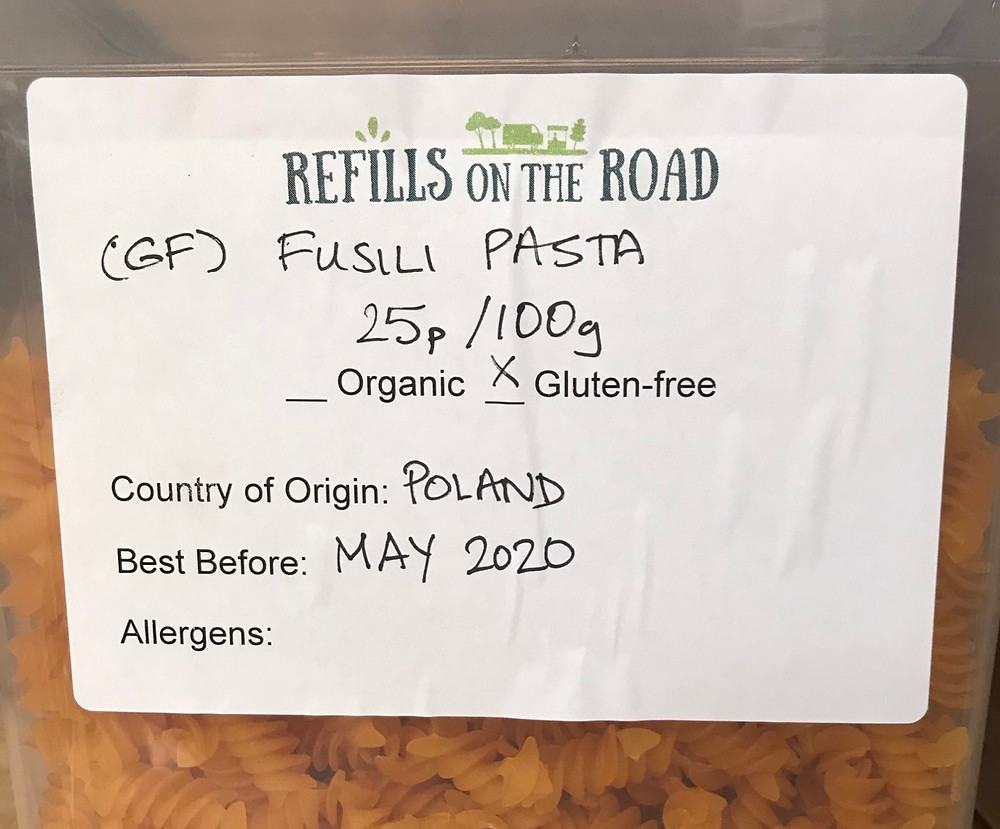 REFILLS ON THE ROAD
(GF) FUSILI PASTA
25p /100g
__ Organic X Gluten-free
Country of Origin: POLAND
Best Before: MAY 2020
Allergens: